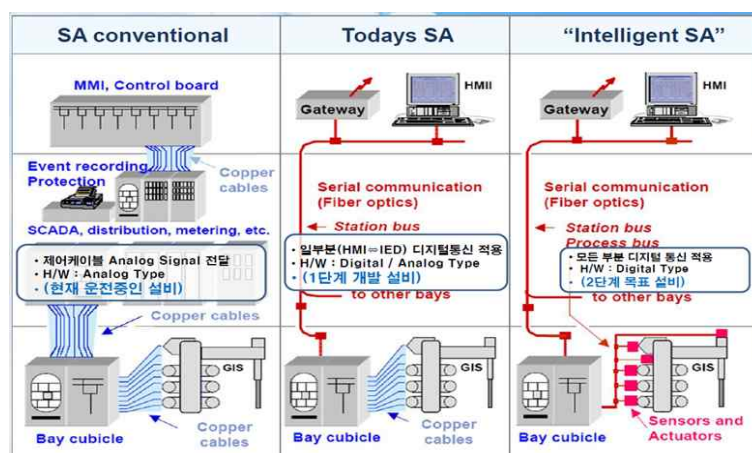 SA conventional
MMI, Control board
Copper
cables
Event recording,
Protection
SCADA, distribution, metering, etc.
• 제어케이블 Analog Signal 전달
• H/W : Analog Type
• (현재 운전중인 설비)
Copper cables
GIS
Bay cubicle
Copper
cables
Todays SA
Gateway
HMII
Serial communication
(Fiber optics)
Station bus
• 일부분(HMI⇔IED) 디지털통신 적용
• H/W : Digital / Analog Type
• (1단계 개발 설비)
to other bays
GIS
Bay cubicle
Copper
cables
“Intelligent SA”
Gateway
HMI
Serial communication
(Fiber optics)
Station bus
Process bus
• 모든 부분 디지털 통신 적용
• H/W : Digital Type
• (2단계 목표 설비)
to other bays
GIS
Bay cubicle
Sensors and
Actuators